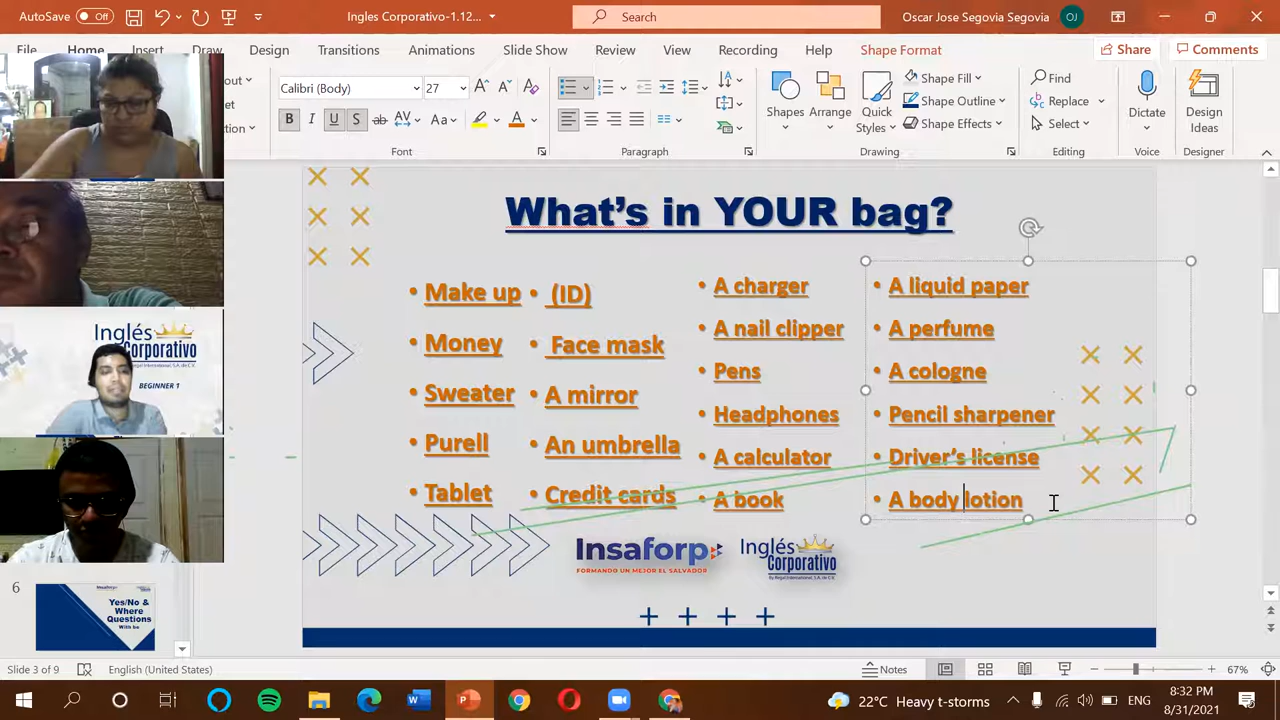 AutoSave Off
Ingles Corporativo-1.12...
Search
Oscar Jose Segovia Segovia
OJ
File Home Insert Draw Design Transitions Animations Slide Show Review View Recording Help Shape Format
Share
Comments
Calibri (Body)
27
Shape Fill
Shape Outline
Shape Effects
Shapes
Arrange
Quick
Styles
Find
Replace
Select
Dictate
Design
Ideas
Font
Paragraph
Drawing
Editing
Voice
Designer
What's in YOUR bag?
• Make up
• Money
• Sweater
• Purell
• Tablet
• (ID)
• Face mask
• A mirror
• An umbrella
• Credit cards
• A charger
• A nail clipper
• Pens
• Headphones
• A calculator
• A book
• A liquid paper
• A perfume
• A cologne
• Pencil sharpener
• Driver's license
• A body lotion
Insaforp
FORMANDO UN MEJOR EL SALVADOR
Inglés
Corporativo
Inglés
Corporativo
BEGINNER 1
6
Yes/No &
Where
Questions
With be
Slide 3 of 9
English (United States)
Notes
67%
22°C Heavy t-storms
ENG
8:32 PM
8/31/2021